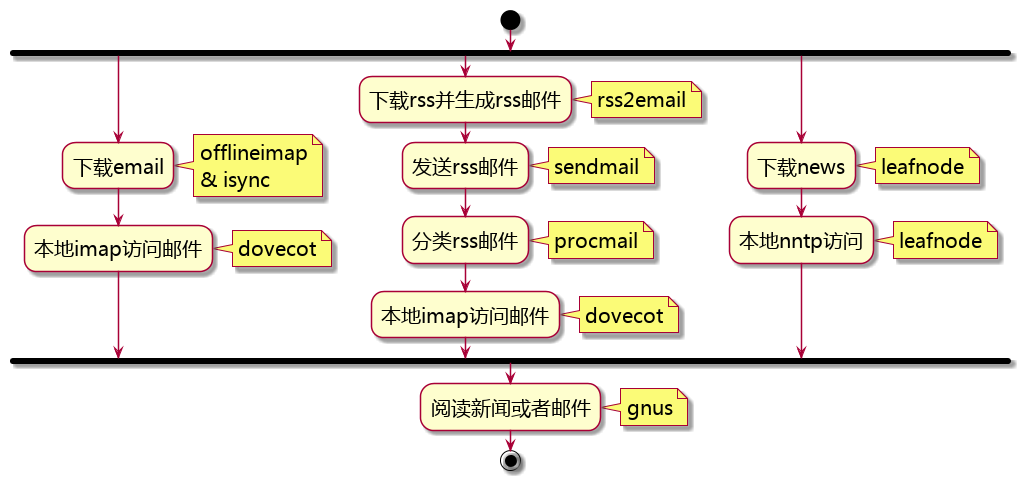 下载email
offlineimap
& isync
本地imap访问邮件
dovecot
下载rss并生成rss邮件
rss2email
发送rss邮件
sendmail
分类rss邮件
procmail
本地imap访问邮件
dovecot
下载news
leafnode
本地nntp访问
leafnode
阅读新闻或者邮件
gnus